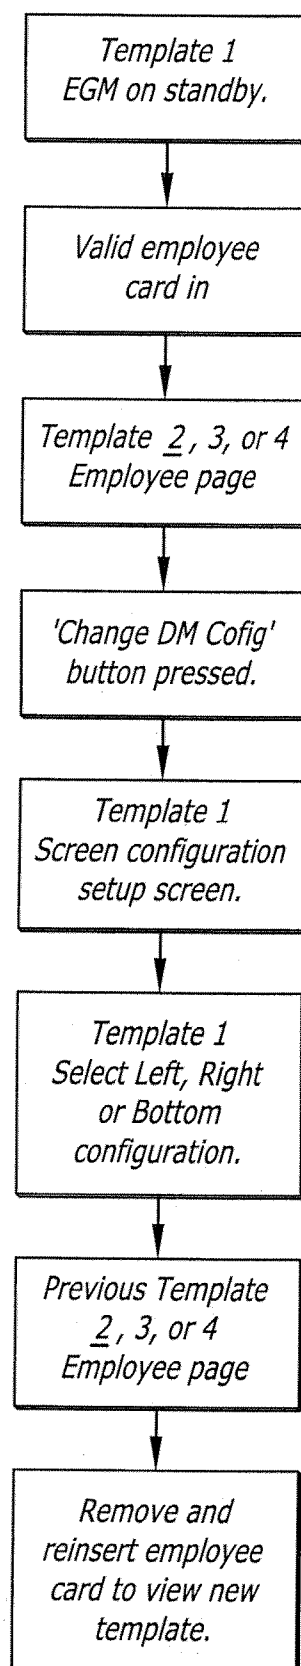 Template 1
EGM on standby.
Valid employee
card in
Template 2, 3, or 4
Employee page
'Change DM Cofig'
button pressed.
Template 1
Screen configuration
setup screen.
Template 1
Select Left, Right
or Bottom
configuration.
Previous Template
2, 3, or 4
Employee page
Remove and
reinsert employee
card to view new
template.